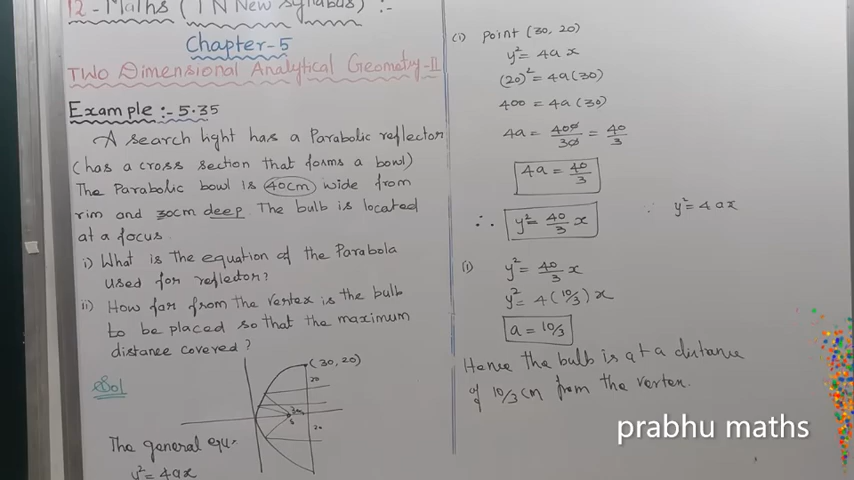 12 - Maths (TN New Syllabus) :-
Chapter-5
TWO Dimensional Analytical Geometry-II
Example :- 5.35
A search light has a Parabolic reflector
(has a cross section that forms a bowl)
The Parabolic bowl is 40cm wide from
rim and 30cm deep. The bulb is located
at a focus.
i) What is the equation of the Parabola
used for reflector?
ii) How far from the vertex is the bulb
to be placed so that the maximum
distance covered?
Sol
(30, 20)
20
20
The general equ.
y² = 4ax
(i) point (30, 20)
y² = 4ax
(20)² = 4a(30)
400 = 4a(30)
4a = 400/30 = 40/3
4a = 40/3
∴ y² = 40/3 x ∵ y² = 4ax
(i) y² = 40/3 x
y² = 4(10/3)x
a = 10/3
Hence the bulb is at a distance
of 10/3 cm from the vertex.
prabhu maths